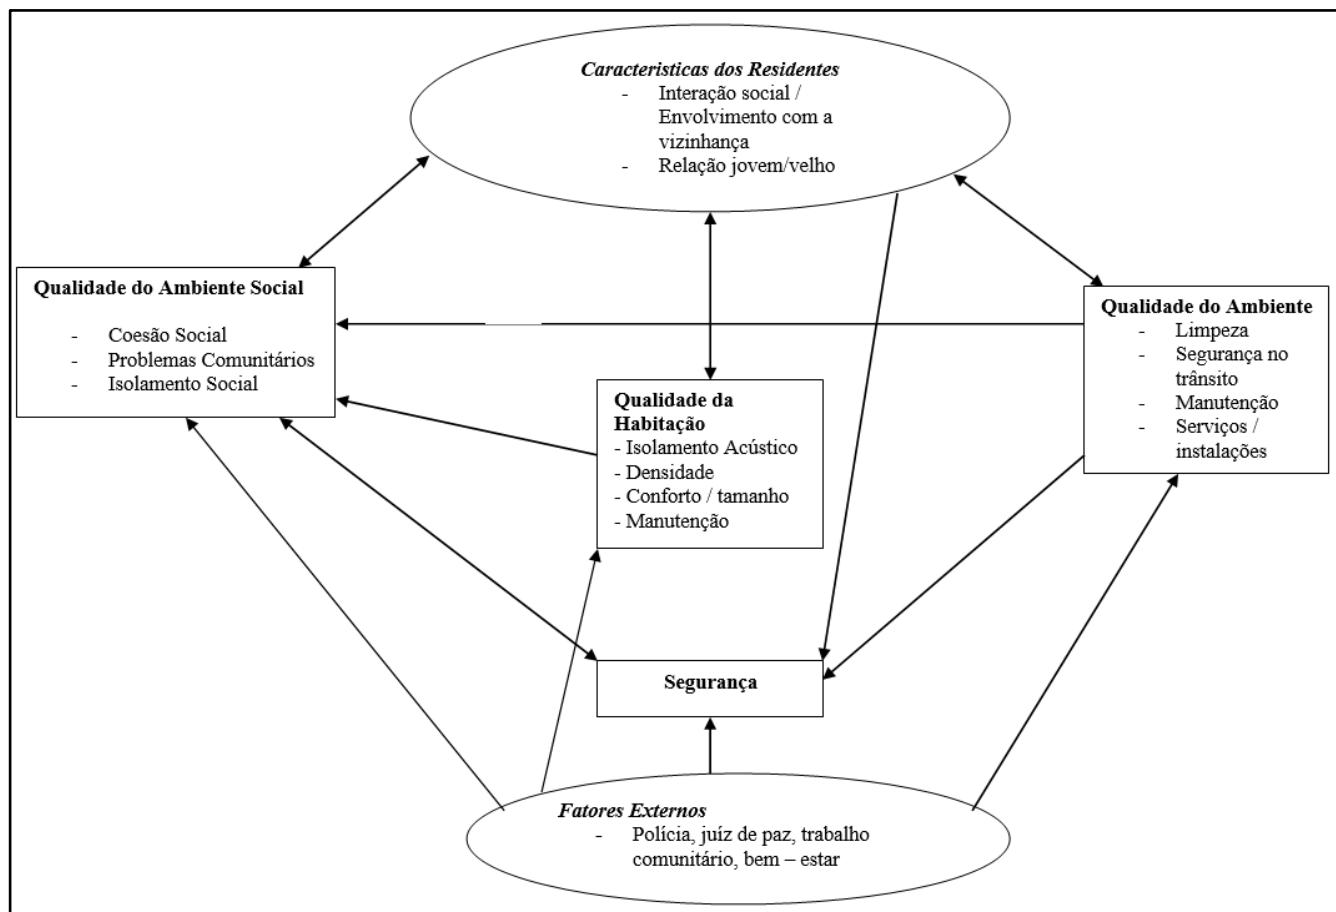 Caracteristicas dos Residentes
- Interação social /
Envolvimento com a
vizinhança
- Relação jovem/velho
Qualidade do Ambiente Social
- Coesão Social
- Problemas Comunitários
- Isolamento Social
Qualidade do Ambiente
- Limpeza
- Segurança no
trânsito
- Manutenção
- Serviços /
instalações
Qualidade da
Habitação
- Isolamento Acústico
- Densidade
- Conforto / tamanho
- Manutenção
Segurança
Fatores Externos
- Polícia, juíz de paz, trabalho
comunitário, bem – estar